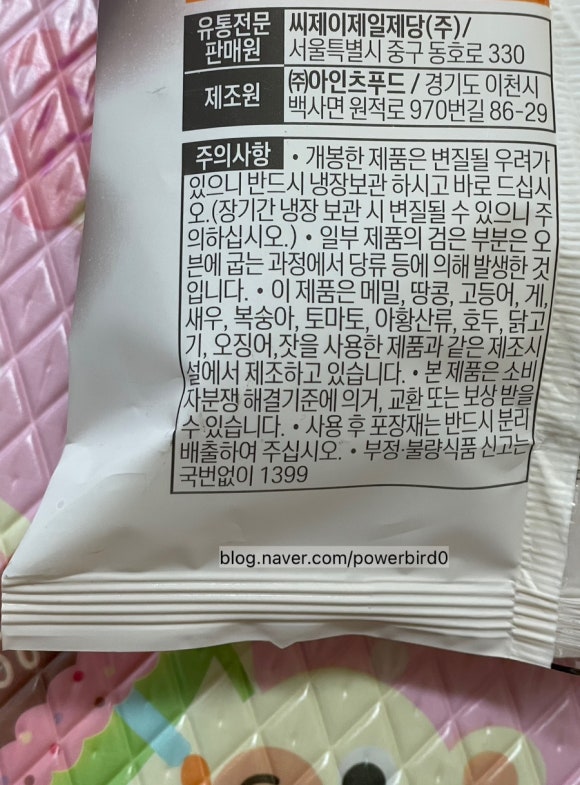 유통전문
판매원
씨제이제일제당(주)/
서울특별시 중구 동호로 330
제조원
㈜아인츠푸드 / 경기도 이천시
백사면 원적로 970번길 86-29
주의사항 • 개봉한 제품은 변질될 우려가
있으니 반드시 냉장보관 하시고 바로 드십시
오.(장기간 냉장 보관 시 변질될 수 있으니 주
의하십시오.) • 일부 제품의 검은 부분은 오
븐에 굽는 과정에서 당류 등에 의해 발생한 것
입니다. • 이 제품은 메밀, 땅콩, 고등어, 게,
새우, 복숭아, 토마토, 아황산류, 호두, 닭고
기, 오징어,잣을 사용한 제품과 같은 제조시
설에서 제조하고 있습니다. • 본 제품은 소비
자분쟁 해결기준에 의거, 교환 또는 보상 받을
수 있습니다. • 사용 후 포장재는 반드시 분리
배출하여 주십시오. • 부정·불량식품 신고는
국번없이 1399
blog.naver.com/powerbird0